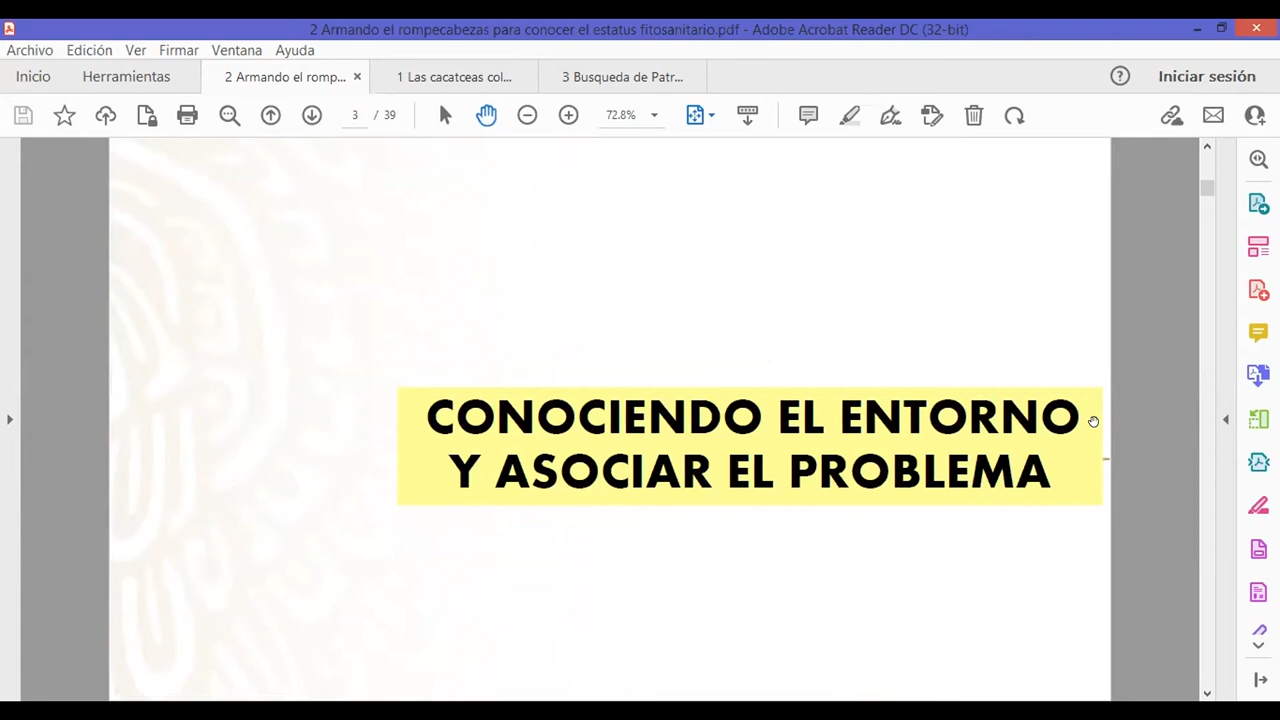 2 Armando el rompecabezas para conocer el estatus fitosanitario.pdf - Adobe Acrobat Reader DC (32-bit)
Archivo Edición Ver Firmar Ventana Ayuda
Inicio Herramientas 2 Armando el romp... × 1 Las cacatceas col... 3 Busqueda de Patr... Iniciar sesión
3 / 39 72.8%
CONOCIENDO EL ENTORNO
Y ASOCIAR EL PROBLEMA